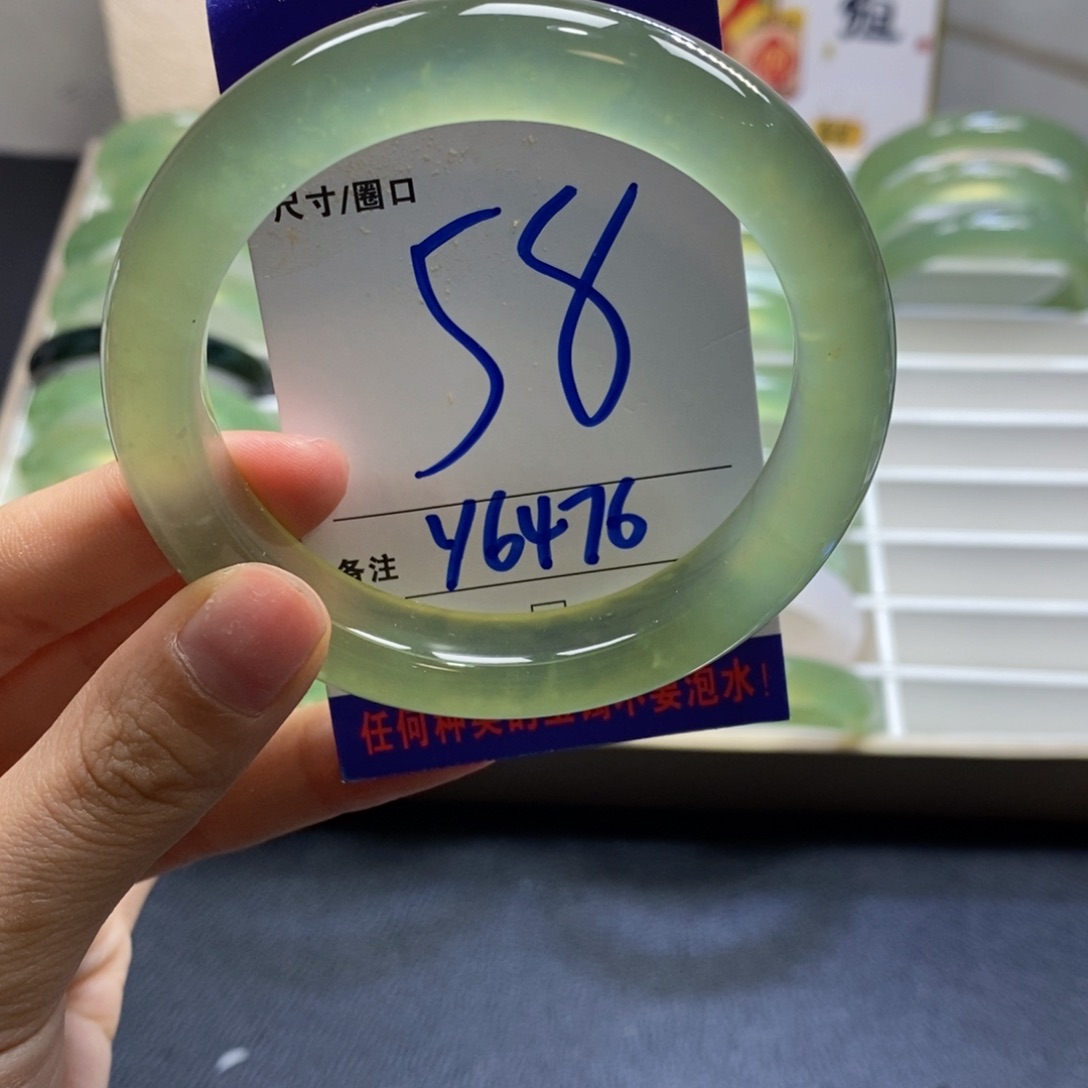 尺寸/圈口
58
备注 Y6476
任何种类的玉镯不要泡水!